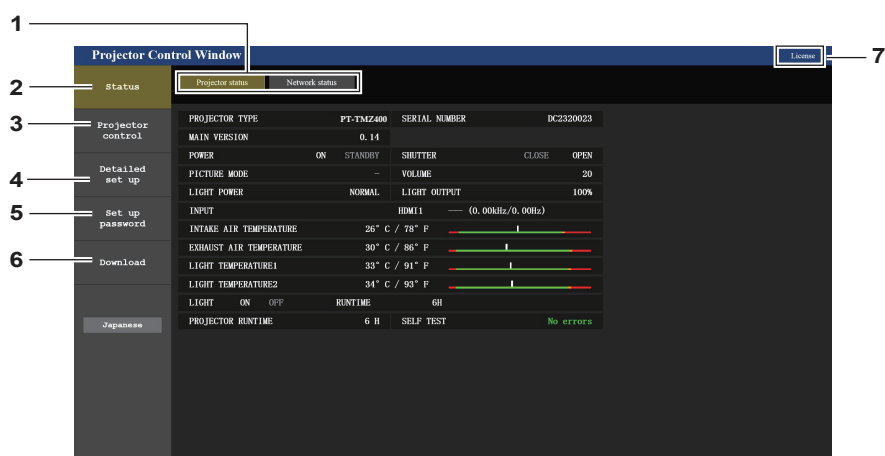 1
Projector Control Window
License
7
2
Status
Projector status
Network status
3
Projector
control
4
Detailed
set up
5
Set up
password
6
Download
Japanese
PROJECTOR TYPE PT-TMZ400 SERIAL NUMBER DC2320023
MAIN VERSION 0.14
POWER ON STANDBY SHUTTER CLOSE OPEN
PICTURE MODE – VOLUME 20
LIGHT POWER NORMAL LIGHT OUTPUT 100%
INPUT HDMI1 --- (0.00kHz/0.00Hz)
INTAKE AIR TEMPERATURE 26° C / 78° F
EXHAUST AIR TEMPERATURE 30° C / 86° F
LIGHT TEMPERATURE1 33° C / 91° F
LIGHT TEMPERATURE2 34° C / 93° F
LIGHT ON OFF RUNTIME 6H
PROJECTOR RUNTIME 6 H SELF TEST No errors